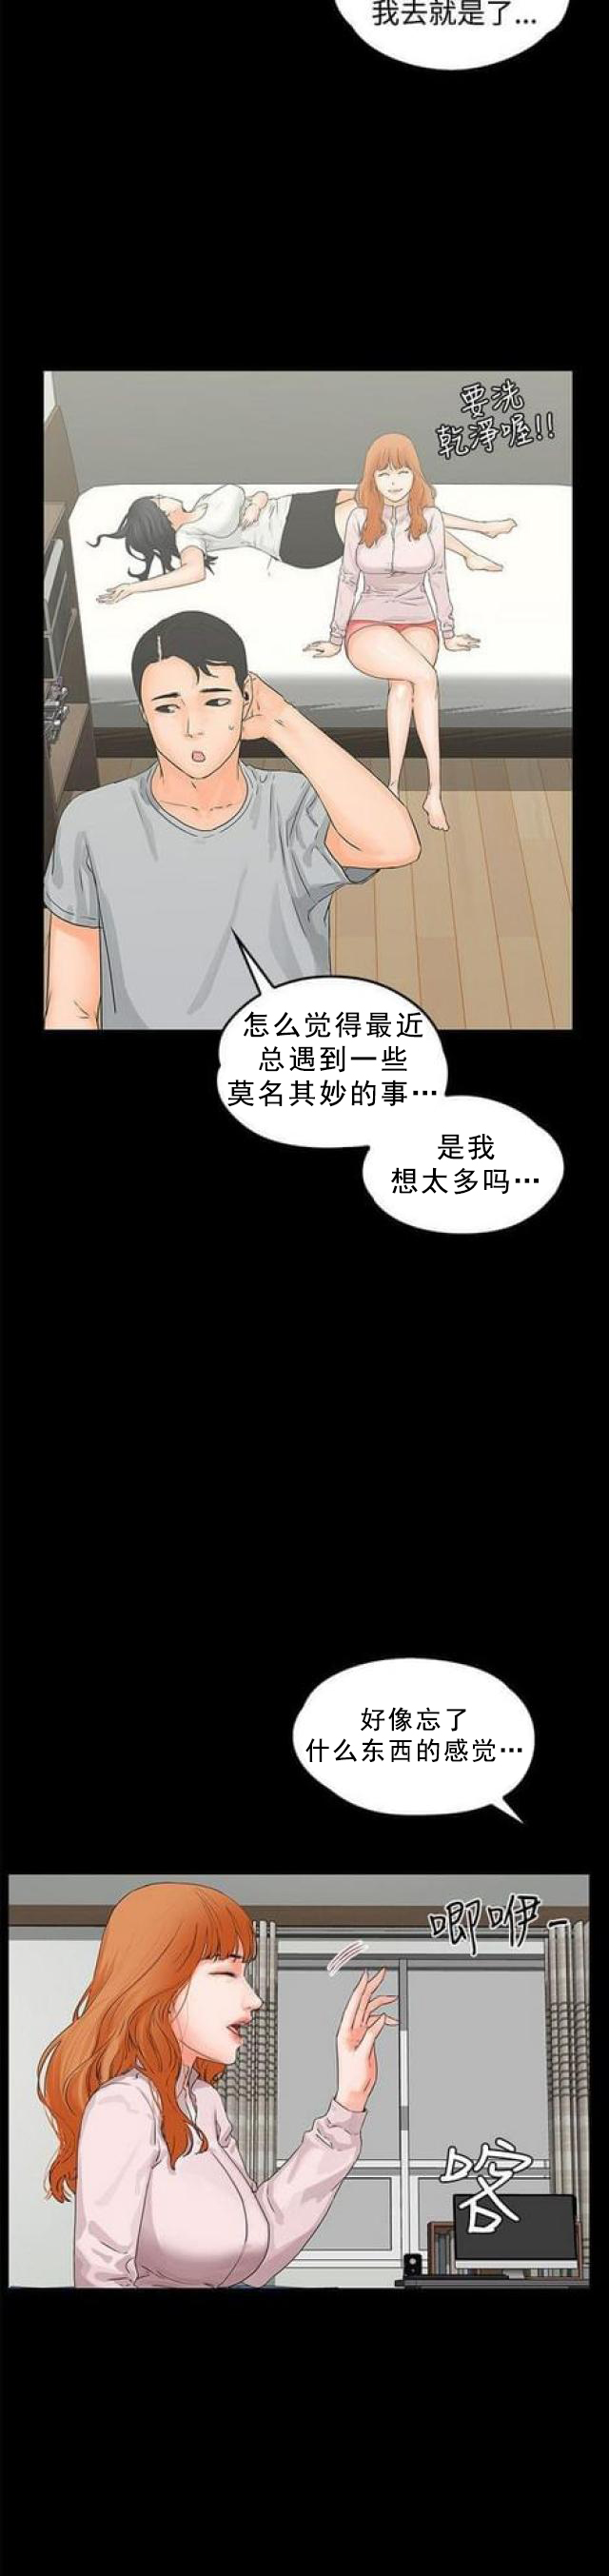 我去就是了...
要洗
乾淨喔!!
怎么觉得最近
总遇到一些
莫名其妙的事…
是我
想太多吗…
好像忘了
什么东西的感觉…
唧咿-
喀